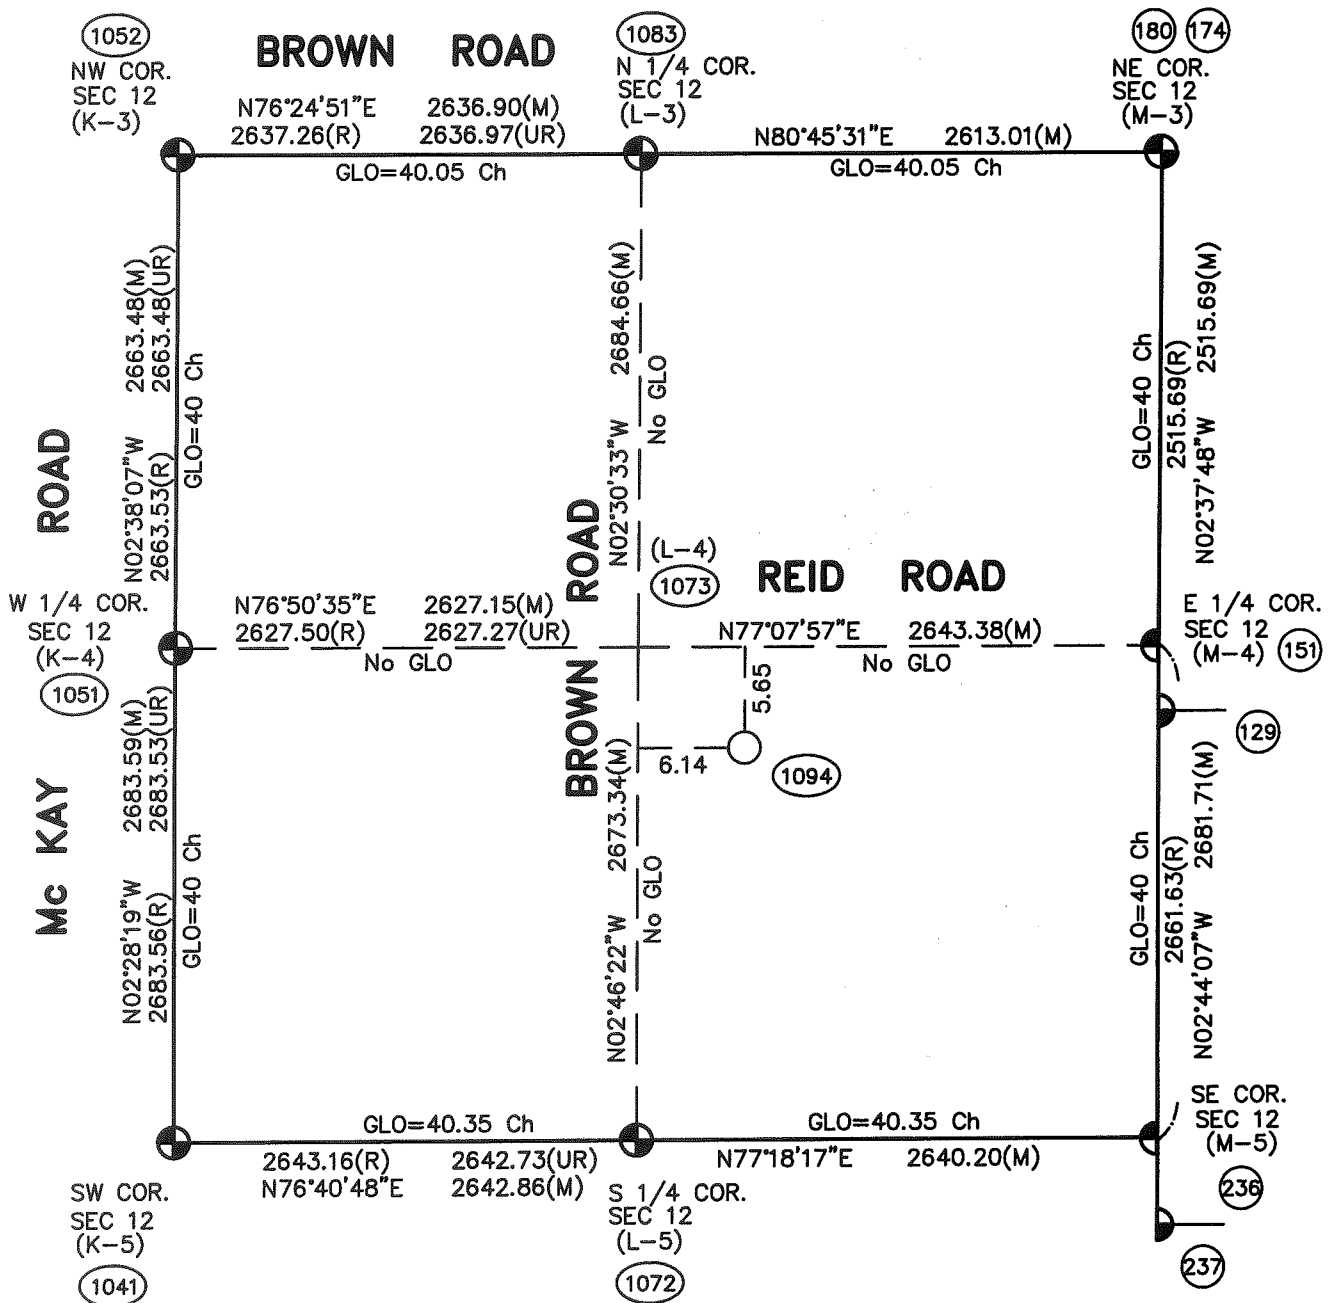 1052
BROWN ROAD
1083
180 174
NW COR.
SEC 12
(K-3)
N 1/4 COR.
SEC 12
(L-3)
NE COR.
SEC 12
(M-3)
N76°24'51"E 2636.90(M)
2637.26(R) 2636.97(UR)
GLO=40.05 Ch
N80°45'31"E 2613.01(M)
GLO=40.05 Ch
Mc KAY ROAD
N02°38'07"W 2663.48(M)
2663.53(R) 2663.48(UR)
GLO=40 Ch
N02°30'33"W 2684.66(M)
No GLO
GLO=40 Ch
2515.69(R)
N02°37'48"W 2515.69(M)
BROWN ROAD
(L-4)
1073
REID ROAD
W 1/4 COR.
SEC 12
(K-4)
1051
N76°50'35"E 2627.15(M)
2627.50(R) 2627.27(UR)
No GLO
N77°07'57"E 2643.38(M)
No GLO
E 1/4 COR.
SEC 12
(M-4) 151
129
5.65
6.14
1094
N02°28'19"W 2683.59(M)
2683.56(R) 2683.53(UR)
GLO=40 Ch
N02°46'22"W 2673.34(M)
No GLO
GLO=40 Ch
2661.63(R)
N02°44'07"W 2681.71(M)
GLO=40.35 Ch
2643.16(R) 2642.73(UR)
N76°40'48"E 2642.86(M)
GLO=40.35 Ch
N77°18'17"E 2640.20(M)
SE COR.
SEC 12
(M-5)
236
237
SW COR.
SEC 12
(K-5)
1041
S 1/4 COR.
SEC 12
(L-5)
1072